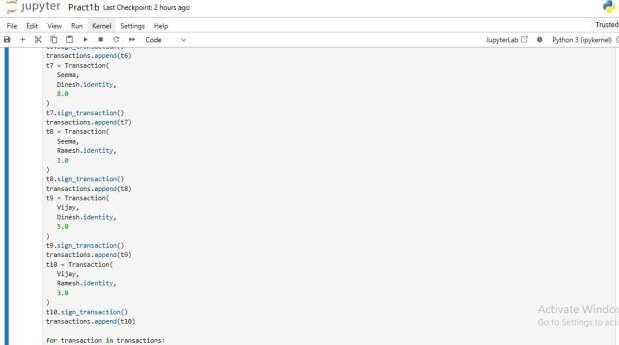 jupyter Pract1b Last Checkpoint: 2 hours ago
File Edit View Run Kernel Settings Help Trusted
Code JupyterLab Python 3 (ipykernel)
transactions.append(t6)
t7 = Transaction(
Seema,
Dinesh.identity,
8.0
)
t7.sign_transaction()
transactions.append(t7)
t8 = Transaction(
Seema,
Ramesh.identity,
1.0
)
t8.sign_transaction()
transactions.append(t8)
t9 = Transaction(
Vijay,
Dinesh.identity,
5.0
)
t9.sign_transaction()
transactions.append(t9)
t10 = Transaction(
Vijay,
Ramesh.identity,
3.0
)
t10.sign_transaction()
transactions.append(t10)
for transaction in transactions:
Activate Window
Go to Settings to acti